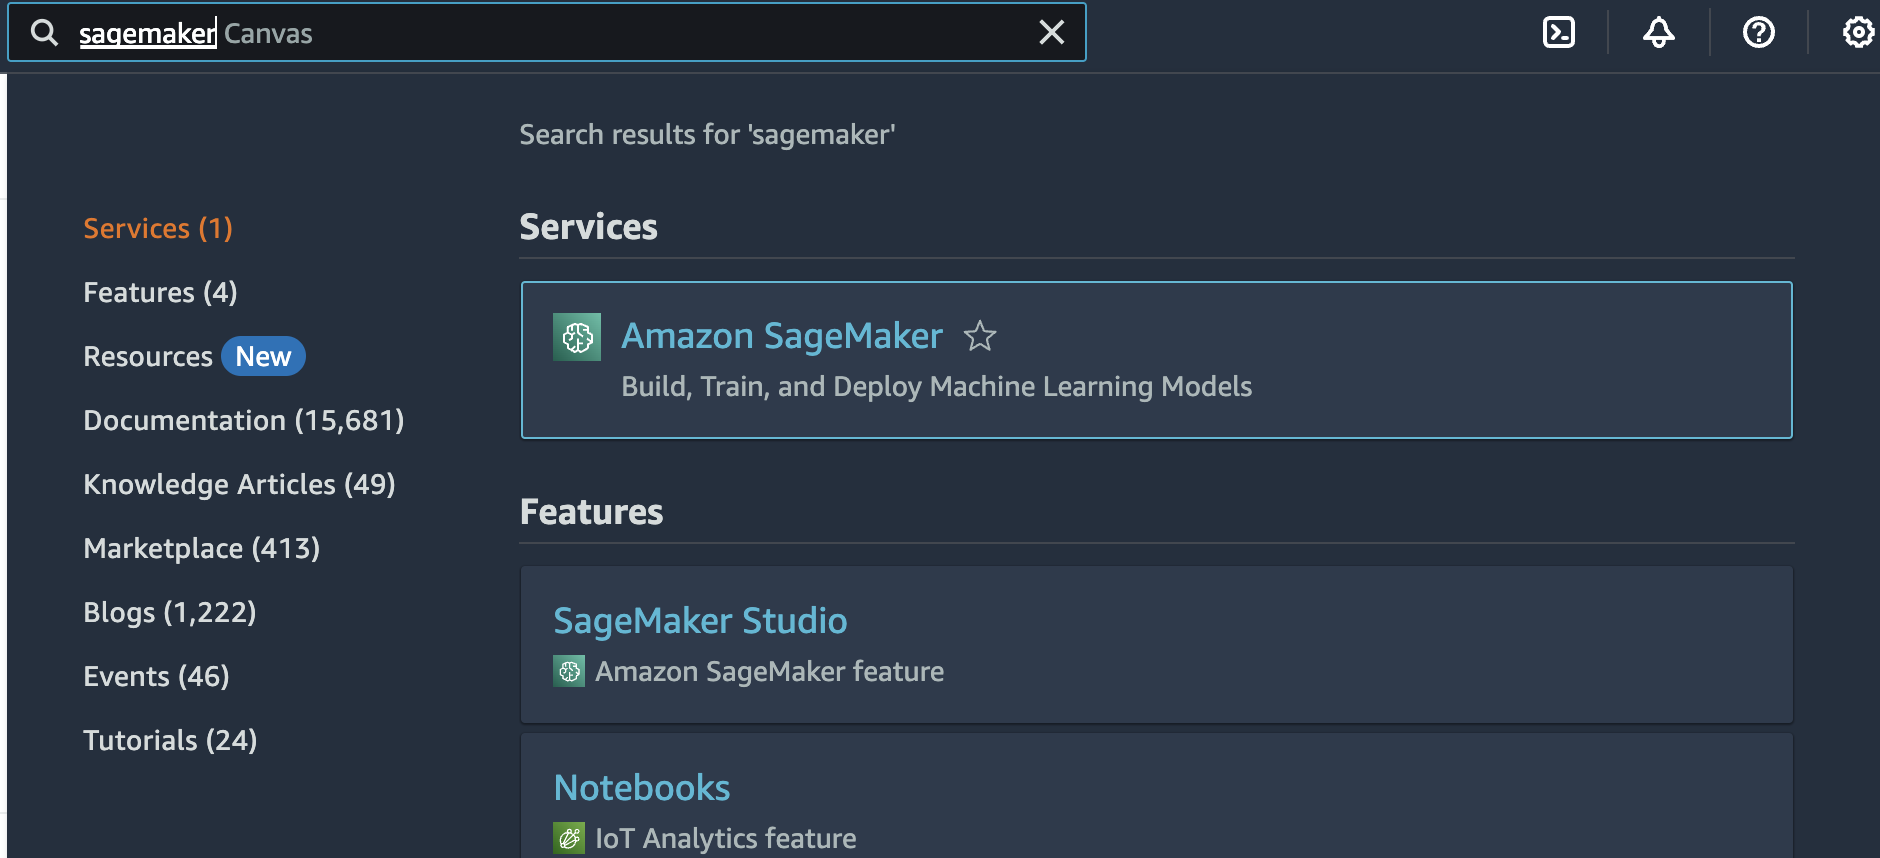 sagemaker Canvas
Search results for 'sagemaker'
Services (1)
Features (4)
Resources New
Documentation (15,681)
Knowledge Articles (49)
Marketplace (413)
Blogs (1,222)
Events (46)
Tutorials (24)
Services
Amazon SageMaker
Build, Train, and Deploy Machine Learning Models
Features
SageMaker Studio
Amazon SageMaker feature
Notebooks
IoT Analytics feature